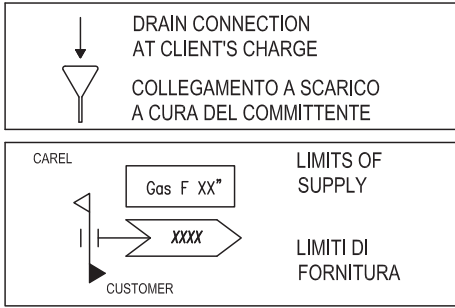 DRAIN CONNECTION
AT CLIENT'S CHARGE
COLLEGAMENTO A SCARICO
A CURA DEL COMMITTENTE
CAREL
Gas F XX"
XXXX
CUSTOMER
LIMITS OF
SUPPLY
LIMITI DI
FORNITURA